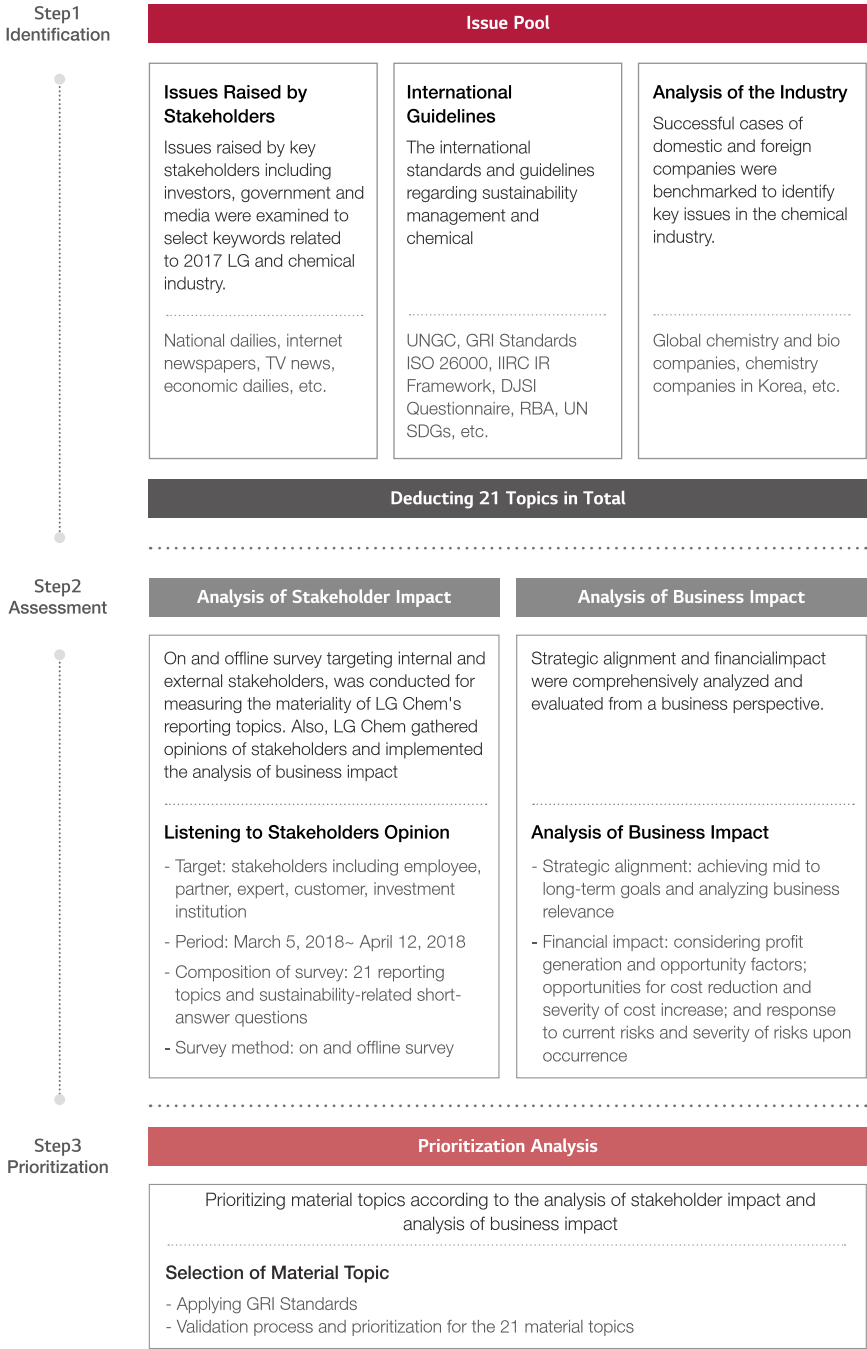 Step1
Identification
Issue Pool
Issues Raised by
Stakeholders
Issues raised by key
stakeholders including
investors, government and
media were examined to
select keywords related
to 2017 LG and chemical
industry.
National dailies, internet
newspapers, TV news,
economic dailies, etc.
International
Guidelines
The international
standards and guidelines
regarding sustainability
management and
chemical
UNGC, GRI Standards
ISO 26000, IIRC IR
Framework, DJSI
Questionnaire, RBA, UN
SDGs, etc.
Analysis of the Industry
Successful cases of
domestic and foreign
companies were
benchmarked to identify
key issues in the chemical
industry.
Global chemistry and bio
companies, chemistry
companies in Korea, etc.
Deducting 21 Topics in Total
Step2
Assessment
Analysis of Stakeholder Impact
On and offline survey targeting internal and
external stakeholders, was conducted for
measuring the materiality of LG Chem's
reporting topics. Also, LG Chem gathered
opinions of stakeholders and implemented
the analysis of business impact
Listening to Stakeholders Opinion
- Target: stakeholders including employee,
partner, expert, customer, investment
institution
- Period: March 5, 2018~ April 12, 2018
- Composition of survey: 21 reporting
topics and sustainability-related short-
answer questions
- Survey method: on and offline survey
Analysis of Business Impact
Strategic alignment and financialimpact
were comprehensively analyzed and
evaluated from a business perspective.
Analysis of Business Impact
- Strategic alignment: achieving mid to
long-term goals and analyzing business
relevance
- Financial impact: considering profit
generation and opportunity factors;
opportunities for cost reduction and
severity of cost increase; and response
to current risks and severity of risks upon
occurrence
Step3
Prioritization
Prioritization Analysis
Prioritizing material topics according to the analysis of stakeholder impact and
analysis of business impact
Selection of Material Topic
- Applying GRI Standards
- Validation process and prioritization for the 21 material topics